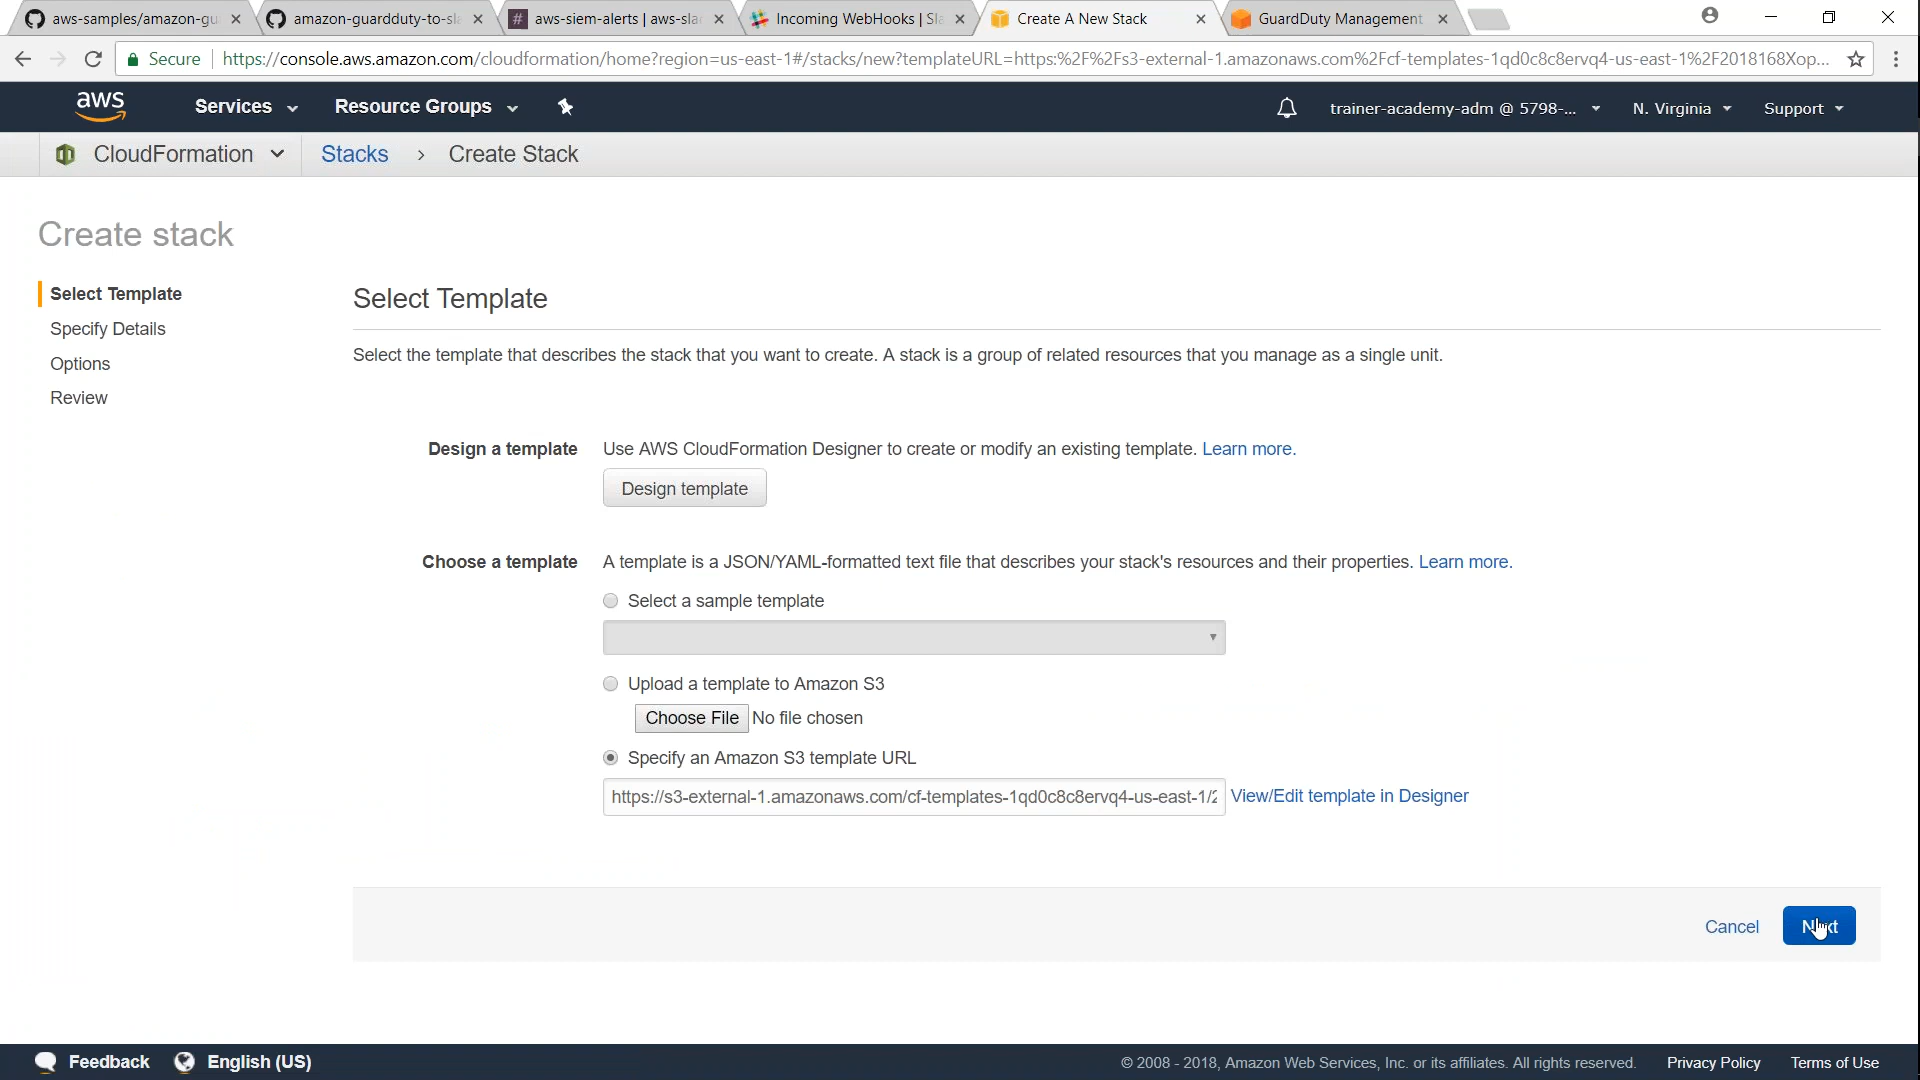 aws-samples/amazon-gu
amazon-guardduty-to-sla
aws-siem-alerts | aws-sla
Incoming WebHooks | Sla
Create A New Stack
GuardDuty Management
Secure
https://console.aws.amazon.com/cloudformation/home?region=us-east-1#/stacks/new?templateURL=https:%2F%2Fs3-external-1.amazonaws.com%2Fcf-templates-1qd0c8c8ervq4-us-east-1%2F2018168Xop...
aws
Services
Resource Groups
trainer-academy-adm @ 5798-...
N. Virginia
Support
CloudFormation
Stacks > Create Stack
Create stack
Select Template
Specify Details
Options
Review
Select Template
Select the template that describes the stack that you want to create. A stack is a group of related resources that you manage as a single unit.
Design a template
Use AWS CloudFormation Designer to create or modify an existing template. Learn more.
Design template
Choose a template
A template is a JSON/YAML-formatted text file that describes your stack's resources and their properties. Learn more.
Select a sample template
Upload a template to Amazon S3
Choose File No file chosen
Specify an Amazon S3 template URL
https://s3-external-1.amazonaws.com/cf-templates-1qd0c8c8ervq4-us-east-1/2
View/Edit template in Designer
Cancel
Next
Feedback
English (US)
© 2008 - 2018, Amazon Web Services, Inc. or its affiliates. All rights reserved.
Privacy Policy
Terms of Use